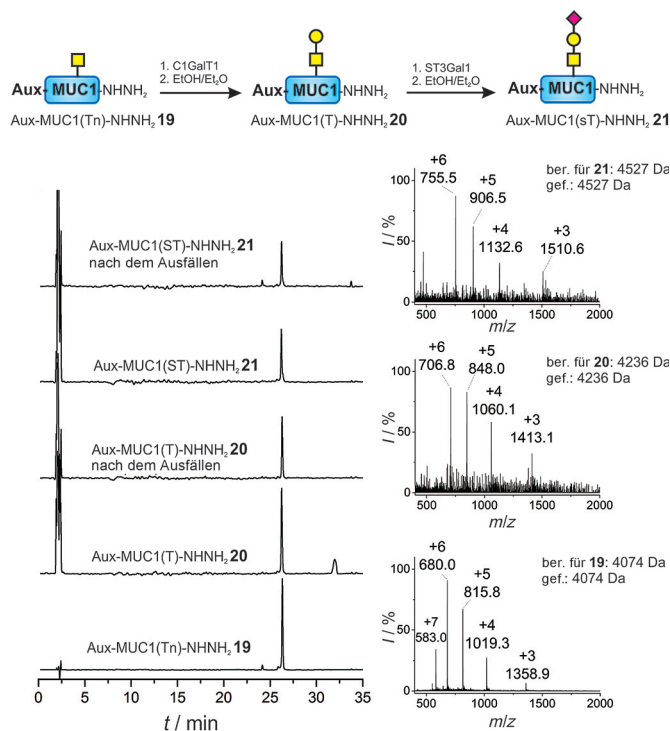 1. C1GalT1
2. EtOH/Et₂O
1. ST3Gal1
2. EtOH/Et₂O
Aux-MUC1-NHNH₂
Aux-MUC1-NHNH₂
Aux-MUC1-NHNH₂
Aux-MUC1(Tn)-NHNH₂ 19
Aux-MUC1(T)-NHNH₂ 20
Aux-MUC1(sT)-NHNH₂ 21
Aux-MUC1(ST)-NHNH₂ 21
nach dem Ausfällen
Aux-MUC1(ST)-NHNH₂ 21
Aux-MUC1(T)-NHNH₂ 20
nach dem Ausfällen
Aux-MUC1(T)-NHNH₂ 20
Aux-MUC1(Tn)-NHNH₂ 19
0 5 10 15 20 25 30 35
t / min
ber. für 21: 4527 Da
gef.: 4527 Da
+6
755.5
+5
906.5
+4
1132.6
+3
1510.6
100
50
0
I / %
500 1000 1500 2000
m/z
ber. für 20: 4236 Da
gef.: 4236 Da
+6
706.8
+5
848.0
+4
1060.1
+3
1413.1
100
50
0
I / %
500 1000 1500 2000
m/z
ber. für 19: 4074 Da
gef.: 4074 Da
+6
680.0
+5
815.8
+7
583.0
+4
1019.3
+3
1358.9
100
50
0
I / %
500 1000 1500 2000
m/z